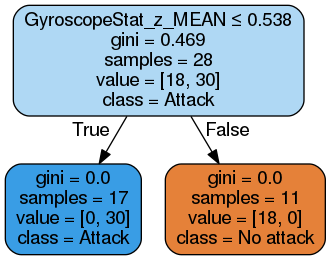 GyroscopeStat_z_MEAN ≤ 0.538
gini = 0.469
samples = 28
value = [18, 30]
class = Attack
True
False
gini = 0.0
samples = 17
value = [0, 30]
class = Attack
gini = 0.0
samples = 11
value = [18, 0]
class = No attack